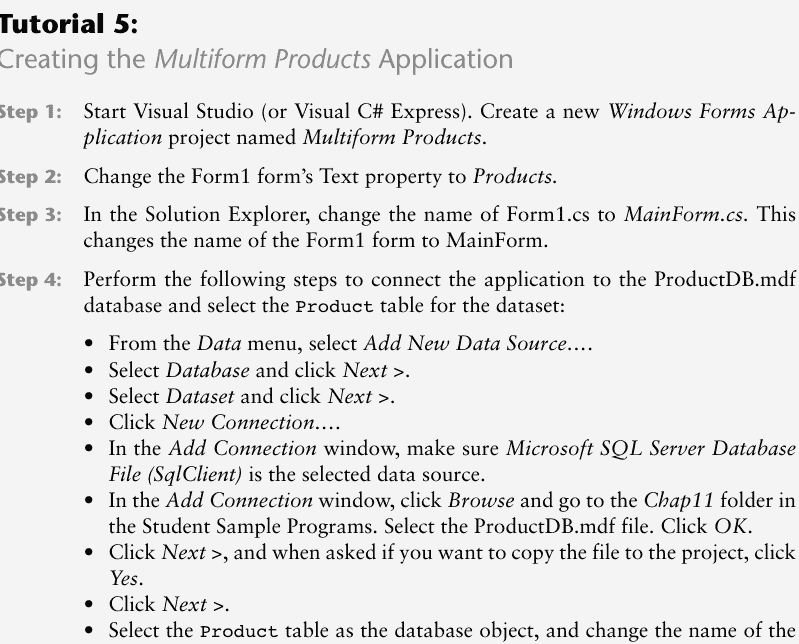 Tutorial 5:
Creating the Multiform Products Application
Step 1: Start Visual Studio (or Visual C# Express). Create a new Windows Forms Ap-
plication project named Multiform Products.
Step 2: Change the Form1 form’s Text property to Products.
Step 3: In the Solution Explorer, change the name of Form1.cs to MainForm.cs. This
changes the name of the Form1 form to MainForm.
Step 4: Perform the following steps to connect the application to the ProductDB.mdf
database and select the Product table for the dataset:
• From the Data menu, select Add New Data Source….
• Select Database and click Next >.
• Select Dataset and click Next >.
• Click New Connection….
• In the Add Connection window, make sure Microsoft SQL Server Database
File (SqlClient) is the selected data source.
• In the Add Connection window, click Browse and go to the Chap11 folder in
the Student Sample Programs. Select the ProductDB.mdf file. Click OK.
• Click Next >, and when asked if you want to copy the file to the project, click
Yes.
• Click Next >.
• Select the Product table as the database object, and change the name of the